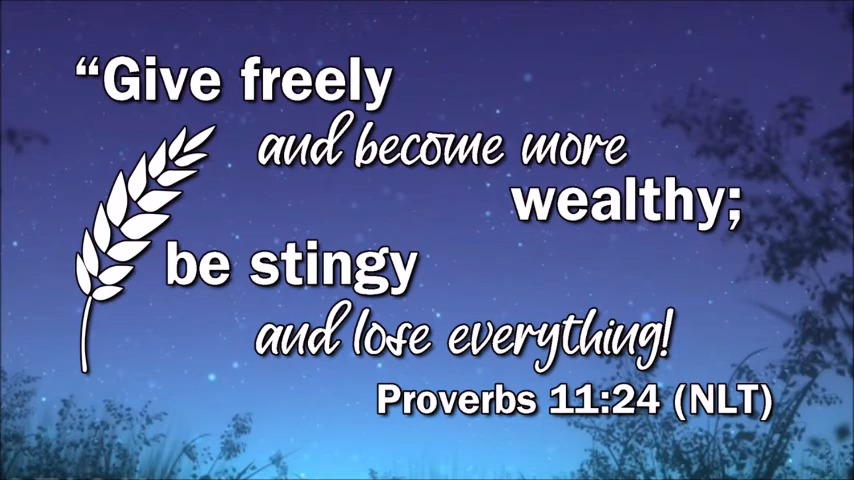 “Give freely
and become more
wealthy;
be stingy
and lose everything!
Proverbs 11:24 (NLT)